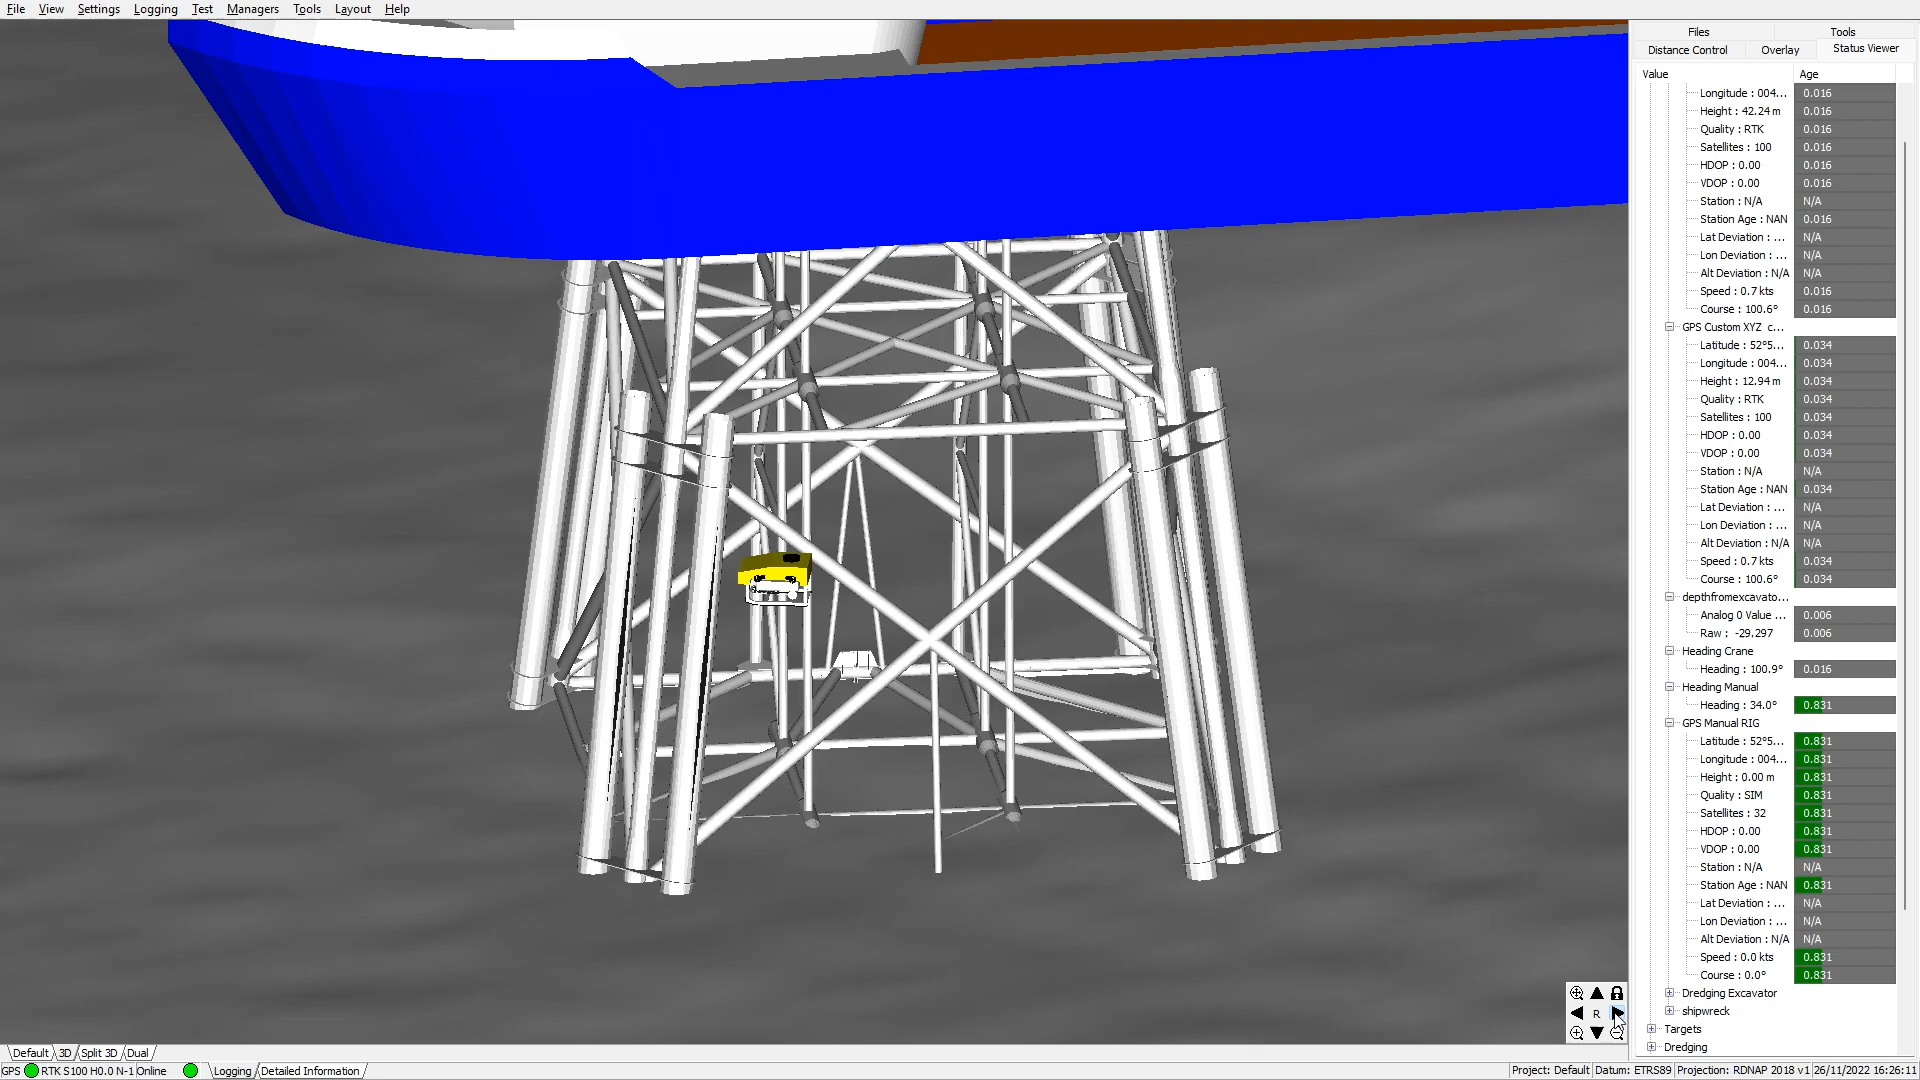 File View Settings Logging Test Managers Tools Layout Help
Files Tools
Distance Control Overlay Status Viewer
Value Age
Longitude : 004... 0.016
Height : 42.24 m 0.016
Quality : RTK 0.016
Satellites : 100 0.016
HDOP : 0.00 0.016
VDOP : 0.00 0.016
Station : N/A N/A
Station Age : NAN 0.016
Lat Deviation : ... N/A
Lon Deviation : ... N/A
Alt Deviation : N/A N/A
Speed : 0.7 kts 0.016
Course : 100.6° 0.016
GPS Custom XYZ c...
Latitude : 52°5... 0.034
Longitude : 004... 0.034
Height : 12.94 m 0.034
Quality : RTK 0.034
Satellites : 100 0.034
HDOP : 0.00 0.034
VDOP : 0.00 0.034
Station : N/A N/A
Station Age : NAN 0.034
Lat Deviation : ... N/A
Lon Deviation : ... N/A
Alt Deviation : N/A N/A
Speed : 0.7 kts 0.034
Course : 100.6° 0.034
depthfromexcavato...
Analog 0 Value ... 0.006
Raw : -29.297 0.006
Heading Crane
Heading : 100.9° 0.016
Heading Manual
Heading : 34.0° 0.831
GPS Manual RIG
Latitude : 52°5... 0.831
Longitude : 004... 0.831
Height : 0.00 m 0.831
Quality : SIM 0.831
Satellites : 32 0.831
HDOP : 0.00 0.831
VDOP : 0.00 0.831
Station : N/A N/A
Station Age : NAN 0.831
Lat Deviation : ... N/A
Lon Deviation : ... N/A
Alt Deviation : N/A N/A
Speed : 0.0 kts 0.831
Course : 0.0° 0.831
Dredging Excavator
shipwreck
Targets
Dredging
R
Default 3D Split 3D Dual
GPS RTK S100 H0.0 N-1 Online Logging Detailed Information Project: Default Datum: ETRS89 Projection: RDNAP 2018 v1 26/11/2022 16:26:11